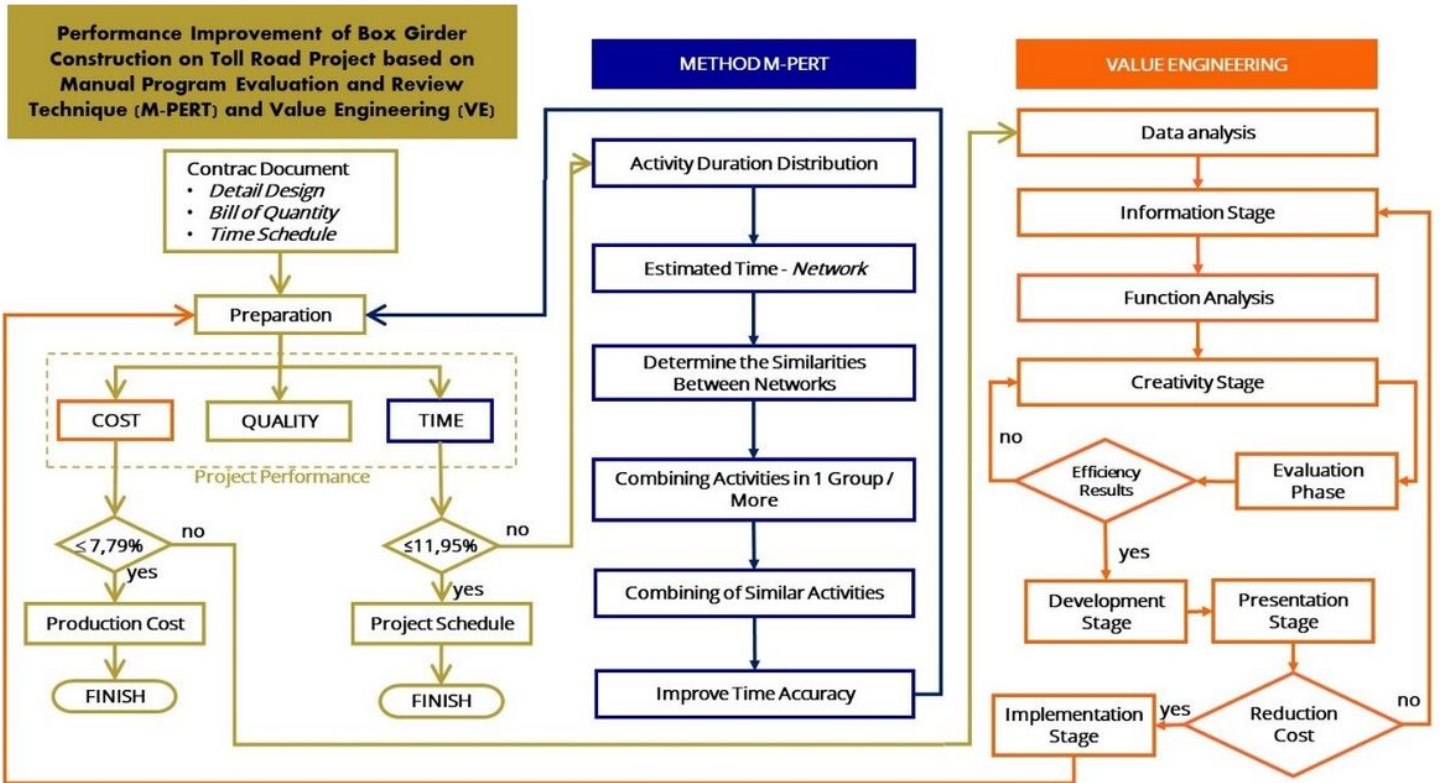 Performance Improvement of Box Girder
Construction on Toll Road Project based on
Manual Program Evaluation and Review
Technique (M-PERT) and Value Engineering (VE)
Contrac Document
• Detail Design
• Bill of Quantity
• Time Schedule
Preparation
COST
QUALITY
TIME
Project Performance
≤7,79%
no
yes
Production Cost
FINISH
≤11,95%
no
yes
Project Schedule
FINISH
METHOD M-PERT
Activity Duration Distribution
Estimated Time - Network
Determine the Similarities
Between Networks
Combining Activities in 1 Group /
More
Combining of Similar Activities
Improve Time Accuracy
VALUE ENGINEERING
Data analysis
Information Stage
Function Analysis
Creativity Stage
no
Efficiency
Results
Evaluation
Phase
yes
Development
Stage
Presentation
Stage
Reduction
Cost
no
yes
Implementation
Stage